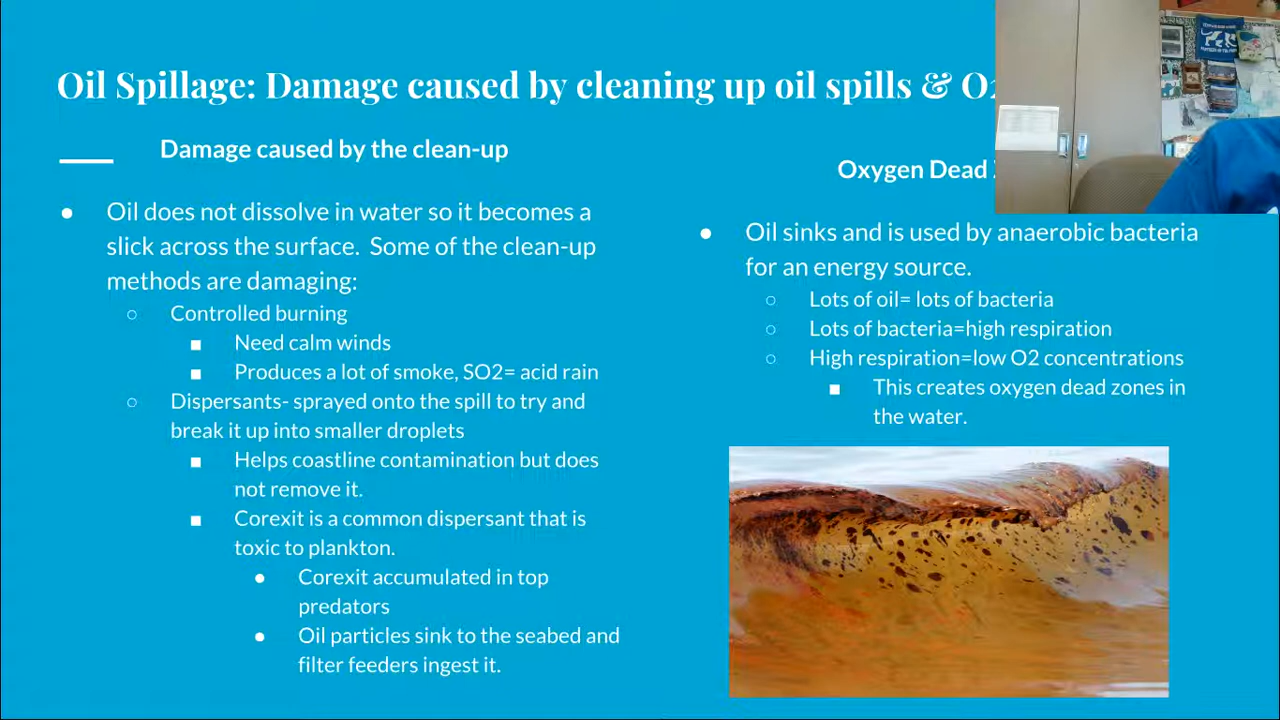 Oil Spillage: Damage caused by cleaning up oil spills & O2
Damage caused by the clean-up
● Oil does not dissolve in water so it becomes a
slick across the surface. Some of the clean-up
methods are damaging:
○ Controlled burning
■ Need calm winds
■ Produces a lot of smoke, SO2= acid rain
○ Dispersants- sprayed onto the spill to try and
break it up into smaller droplets
■ Helps coastline contamination but does
not remove it.
■ Corexit is a common dispersant that is
toxic to plankton.
● Corexit accumulated in top
predators
● Oil particles sink to the seabed and
filter feeders ingest it.
Oxygen Dead
● Oil sinks and is used by anaerobic bacteria
for an energy source.
○ Lots of oil= lots of bacteria
○ Lots of bacteria=high respiration
○ High respiration=low O2 concentrations
■ This creates oxygen dead zones in
the water.